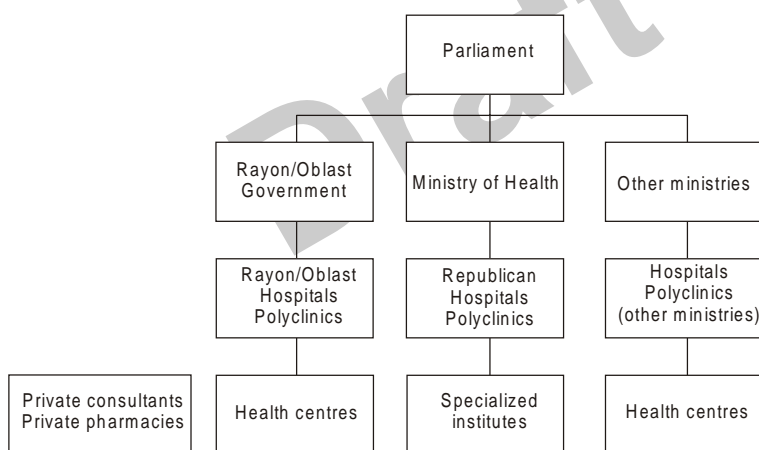 Draft
Parliament
Rayon/Oblast
Government
Ministry of Health
Other ministries
Rayon/Oblast
Hospitals
Polyclinics
Republican
Hospitals
Polyclinics
Hospitals
Polyclinics
(other ministries)
Private consultants
Private pharmacies
Health centres
Specialized
institutes
Health centres